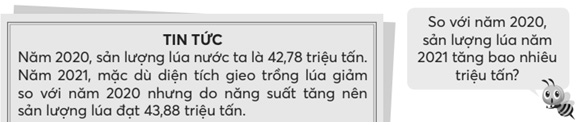 TIN TỨC
Năm 2020, sản lượng lúa nước ta là 42,78 triệu tấn.
Năm 2021, mặc dù diện tích gieo trồng lúa giảm
so với năm 2020 nhưng do năng suất tăng nên
sản lượng lúa đạt 43,88 triệu tấn.
So với năm 2020,
sản lượng lúa năm
2021 tăng bao nhiêu
triệu tấn?